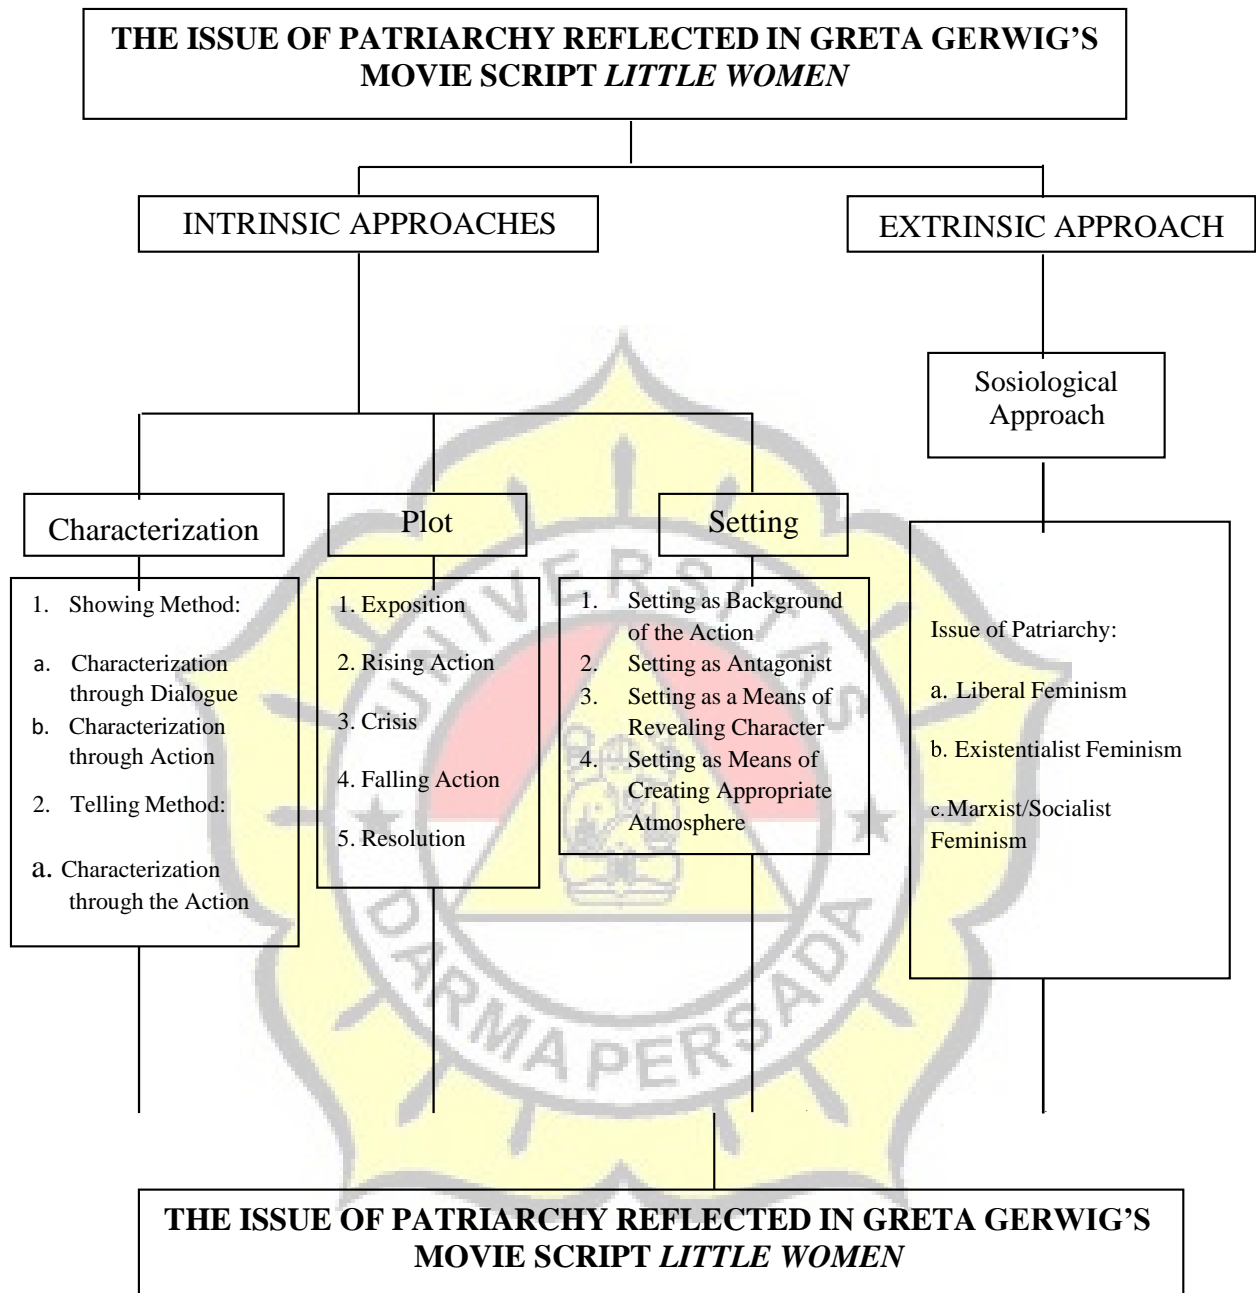 THE ISSUE OF PATRIARCHY REFLECTED IN GRETA GERWIG’S
MOVIE SCRIPT LITTLE WOMEN
INTRINSIC APPROACHES
EXTRINSIC APPROACH
Sosiological
Approach
Characterization
Plot
Setting
1. Showing Method:
a. Characterization
through Dialogue
b. Characterization
through Action
2. Telling Method:
a. Characterization
through the Action
1. Exposition
2. Rising Action
3. Crisis
4. Falling Action
5. Resolution
1. Setting as Background
of the Action
2. Setting as Antagonist
3. Setting as a Means of
Revealing Character
4. Setting as Means of
Creating Appropriate
Atmosphere
Issue of Patriarchy:
a. Liberal Feminism
b. Existentialist Feminism
c.Marxist/Socialist
Feminism
UNIVERSITAS
DARMA PERSADA
THE ISSUE OF PATRIARCHY REFLECTED IN GRETA GERWIG’S
MOVIE SCRIPT LITTLE WOMEN